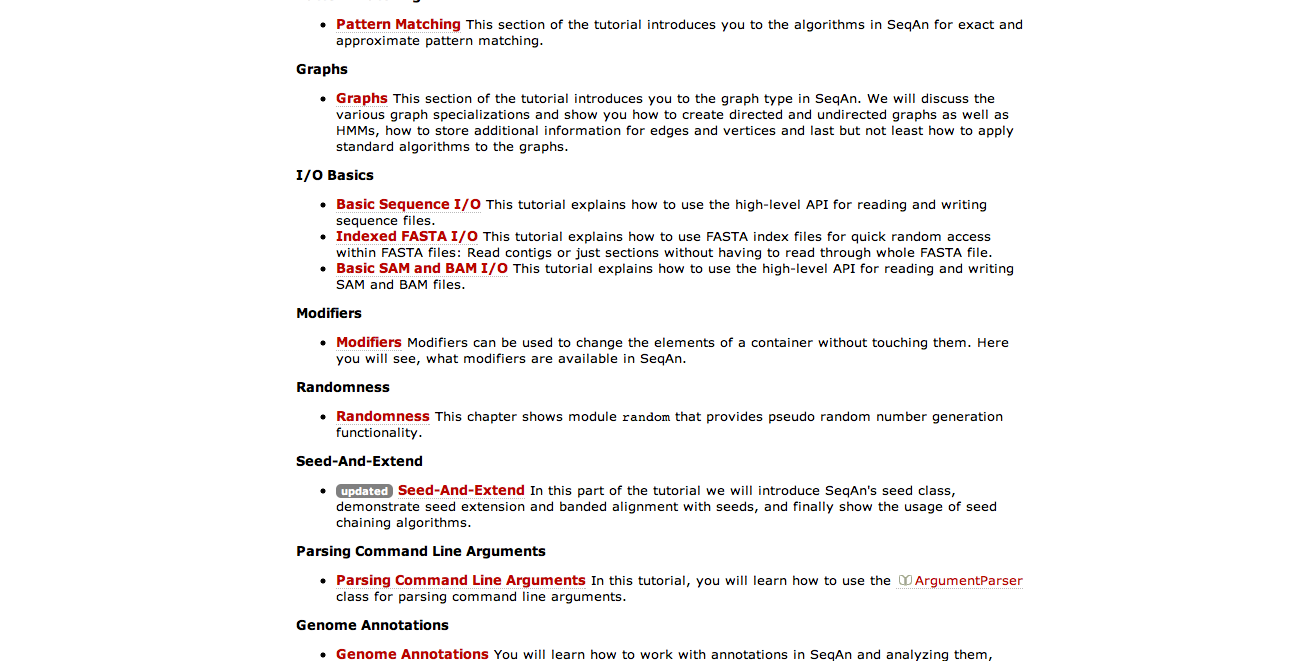 Pattern Matching This section of the tutorial introduces you to the algorithms in SeqAn for exact and
approximate pattern matching.
Graphs
Graphs This section of the tutorial introduces you to the graph type in SeqAn. We will discuss the
various graph specializations and show you how to create directed and undirected graphs as well as
HMMs, how to store additional information for edges and vertices and last but not least how to apply
standard algorithms to the graphs.
I/O Basics
Basic Sequence I/O This tutorial explains how to use the high-level API for reading and writing
sequence files.
Indexed FASTA I/O This tutorial explains how to use FASTA index files for quick random access
within FASTA files: Read contigs or just sections without having to read through whole FASTA file.
Basic SAM and BAM I/O This tutorial explains how to use the high-level API for reading and writing
SAM and BAM files.
Modifiers
Modifiers Modifiers can be used to change the elements of a container without touching them. Here
you will see, what modifiers are available in SeqAn.
Randomness
Randomness This chapter shows module random that provides pseudo random number generation
functionality.
Seed-And-Extend
updated Seed-And-Extend In this part of the tutorial we will introduce SeqAn's seed class,
demonstrate seed extension and banded alignment with seeds, and finally show the usage of seed
chaining algorithms.
Parsing Command Line Arguments
Parsing Command Line Arguments In this tutorial, you will learn how to use the ArgumentParser
class for parsing command line arguments.
Genome Annotations
Genome Annotations You will learn how to work with annotations in SeqAn and analyzing them,